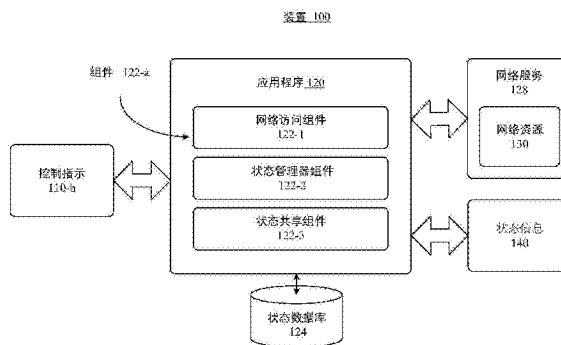 装置 100
组件 122-a
应用程序 120
网络访问组件
122-1
状态管理器组件
122-2
状态共享组件
122-3
控制指示
110-b
网络服务
128
网络资源
130
状态信息
140
状态数据库
124